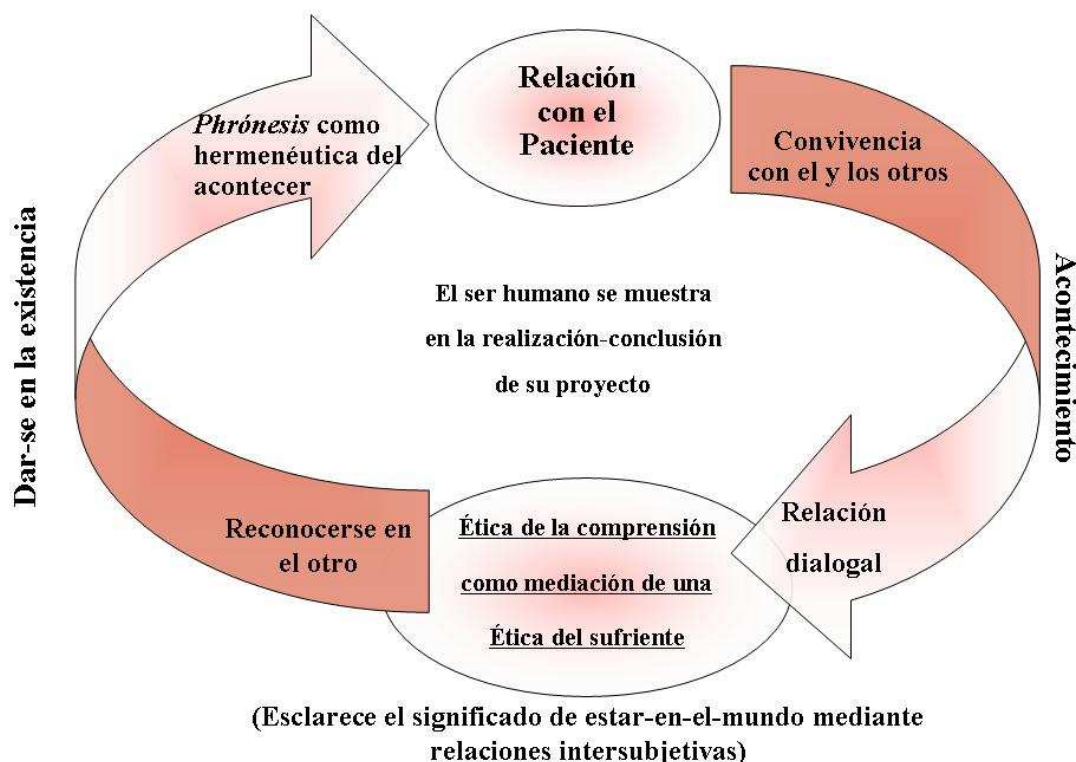 Relación
con el
Paciente
Convivencia
con el y los otros
Acontecimiento
Relación
dialogal
Ética de la comprensión
como mediación de una
Ética del sufriente
(Esclarece el significado de estar-en-el-mundo mediante
relaciones intersubjetivas)
Reconocerse en
el otro
Dar-se en la existencia
Phrónesis como
hermenéutica del
acontecer
El ser humano se muestra
en la realización-conclusión
de su proyecto